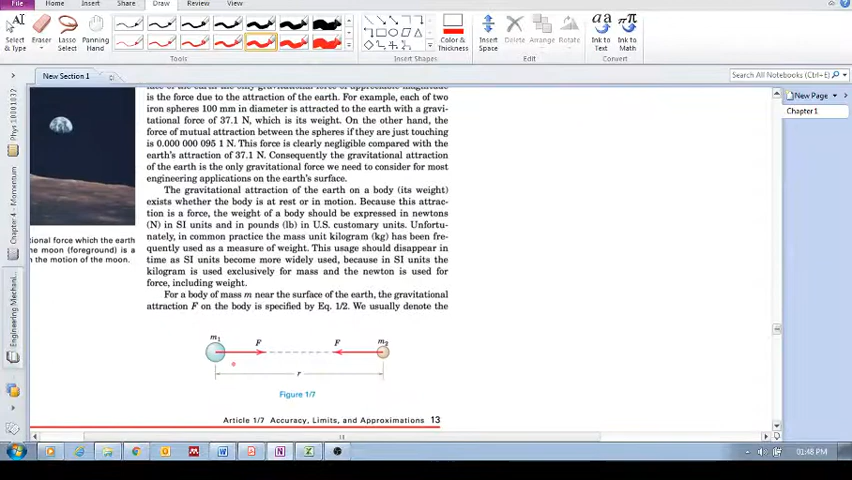 File Home Insert Share Draw Review View
Select & Type
Eraser
Lasso Select
Panning Hand
Color & Thickness
Insert Space
Delete
Arrange
Rotate
Ink to Text
Ink to Math
Tools
Insert Shapes
Edit
Convert
New Section 1
Search All Notebooks (Ctrl+E)
New Page
Chapter1
Phys 10001032
Chapter 4 - Momentum
Engineering Mechanic
is the force due to the attraction of the earth. For example, each of two
iron spheres 100 mm in diameter is attracted to the earth with a gravi-
tational force of 37.1 N, which is its weight. On the other hand, the
force of mutual attraction between the spheres if they are just touching
is 0.000 000 095 1 N. This force is clearly negligible compared with the
earth's attraction of 37.1 N. Consequently the gravitational attraction
of the earth is the only gravitational force we need to consider for most
engineering applications on the earth's surface.
The gravitational attraction of the earth on a body (its weight)
exists whether the body is at rest or in motion. Because this attrac-
tion is a force, the weight of a body should be expressed in newtons
(N) in SI units and in pounds (lb) in U.S. customary units. Unfortu-
nately, in common practice the mass unit kilogram (kg) has been fre-
quently used as a measure of weight. This usage should disappear in
time as SI units become more widely used, because in SI units the
kilogram is used exclusively for mass and the newton is used for
force, including weight.
For a body of mass m near the surface of the earth, the gravitational
attraction F on the body is specified by Eq. 1/2. We usually denote the
ional force which the earth
he moon (foreground) is a
n the motion of the moon.
m1 F F m2
r
Figure 1/7
Article 1/7 Accuracy, Limits, and Approximations 13
01:48 PM